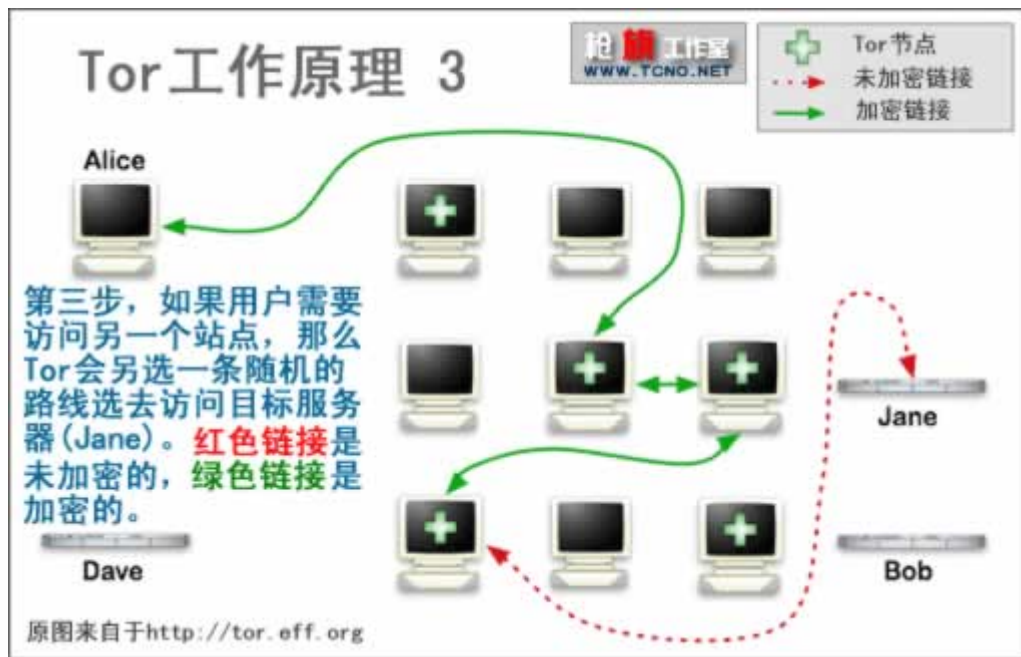 Tor工作原理 3
枪旗工作室
WWW.TCNO.NET
Tor节点
未加密链接
加密链接
Alice
第三步，如果用户需要
访问另一个站点，那么
Tor会另选一条随机的
路线选去访问目标服务
器(Jane)。红色链接是
未加密的，绿色链接是
加密的。
Jane
Dave
Bob
原图来自于http://tor.eff.org